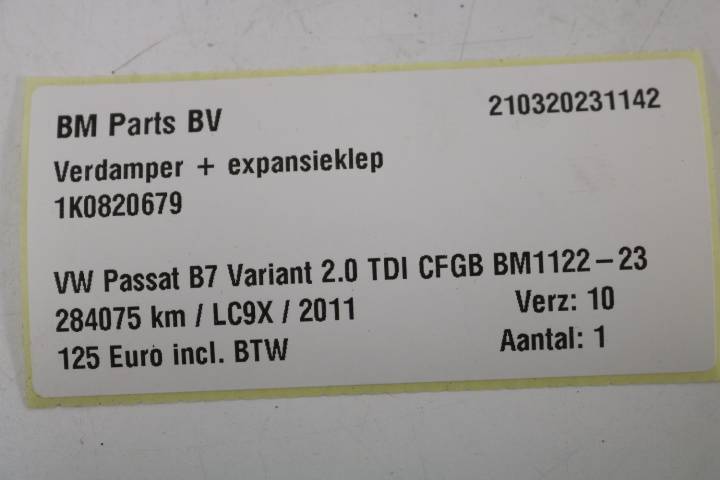 BM Parts BV 210320231142
Verdamper + expansieklep
1K0820679
VW Passat B7 Variant 2.0 TDI CFGB BM1122-23
284075 km / LC9X / 2011 Verz: 10
125 Euro incl. BTW Aantal: 1